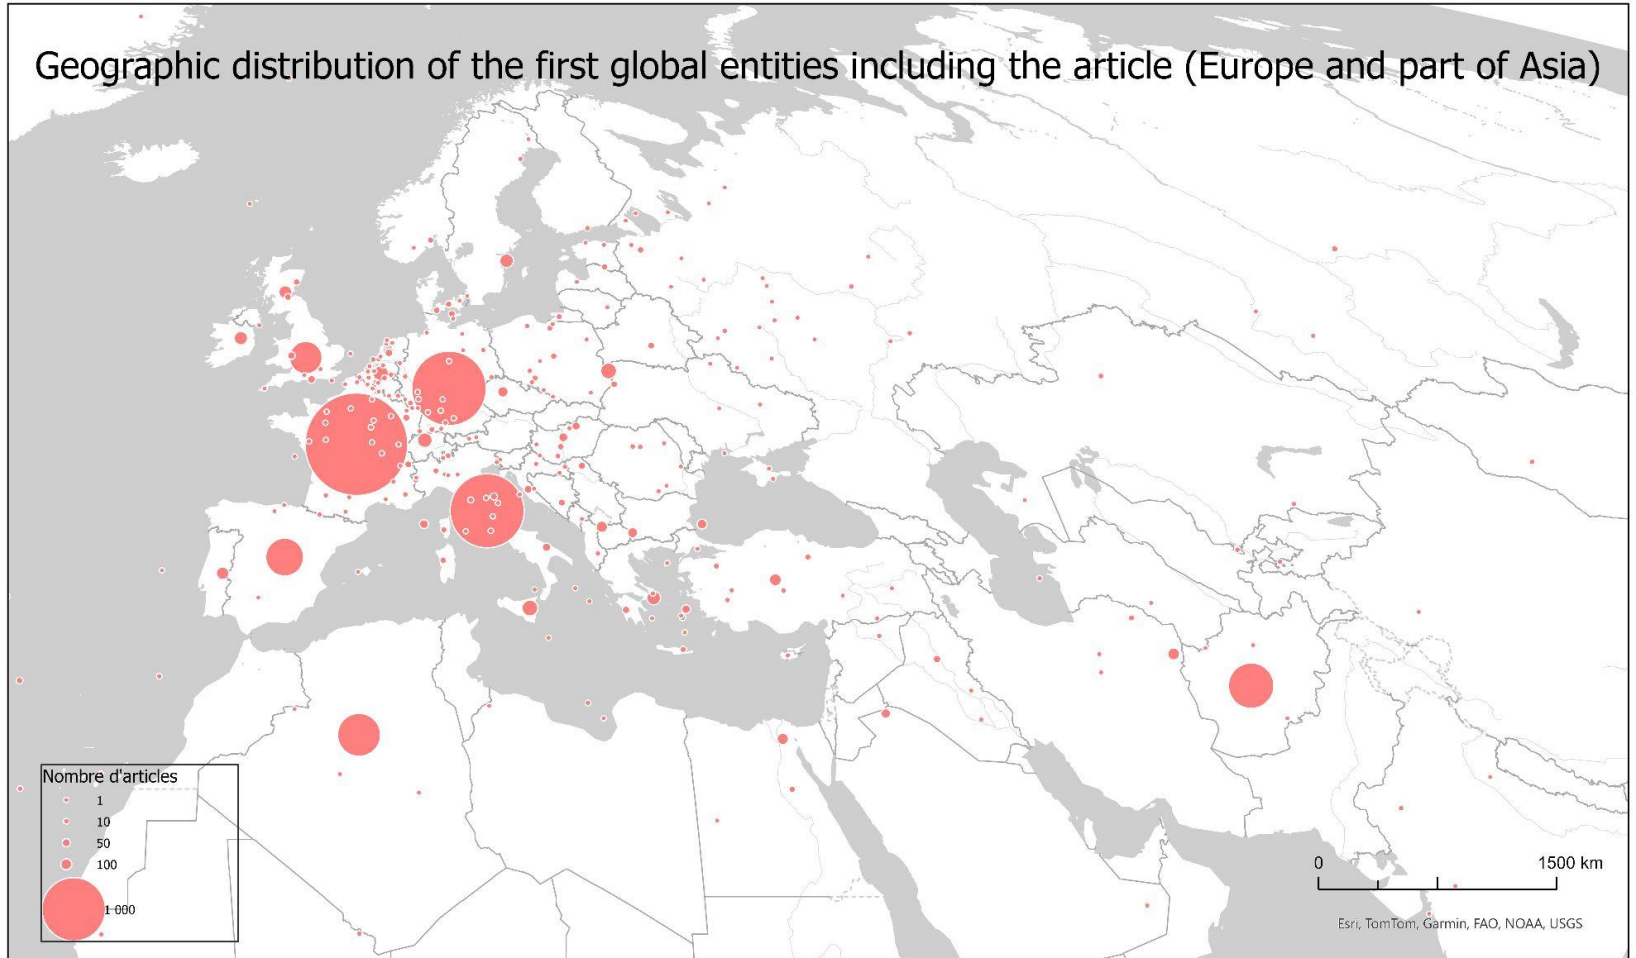 Geographic distribution of the first global entities including the article (Europe and part of Asia)
Nombre d'articles
1
10
50
100
1 000
0 1500 km
Esri, TomTom, Garmin, FAO, NOAA, USGS